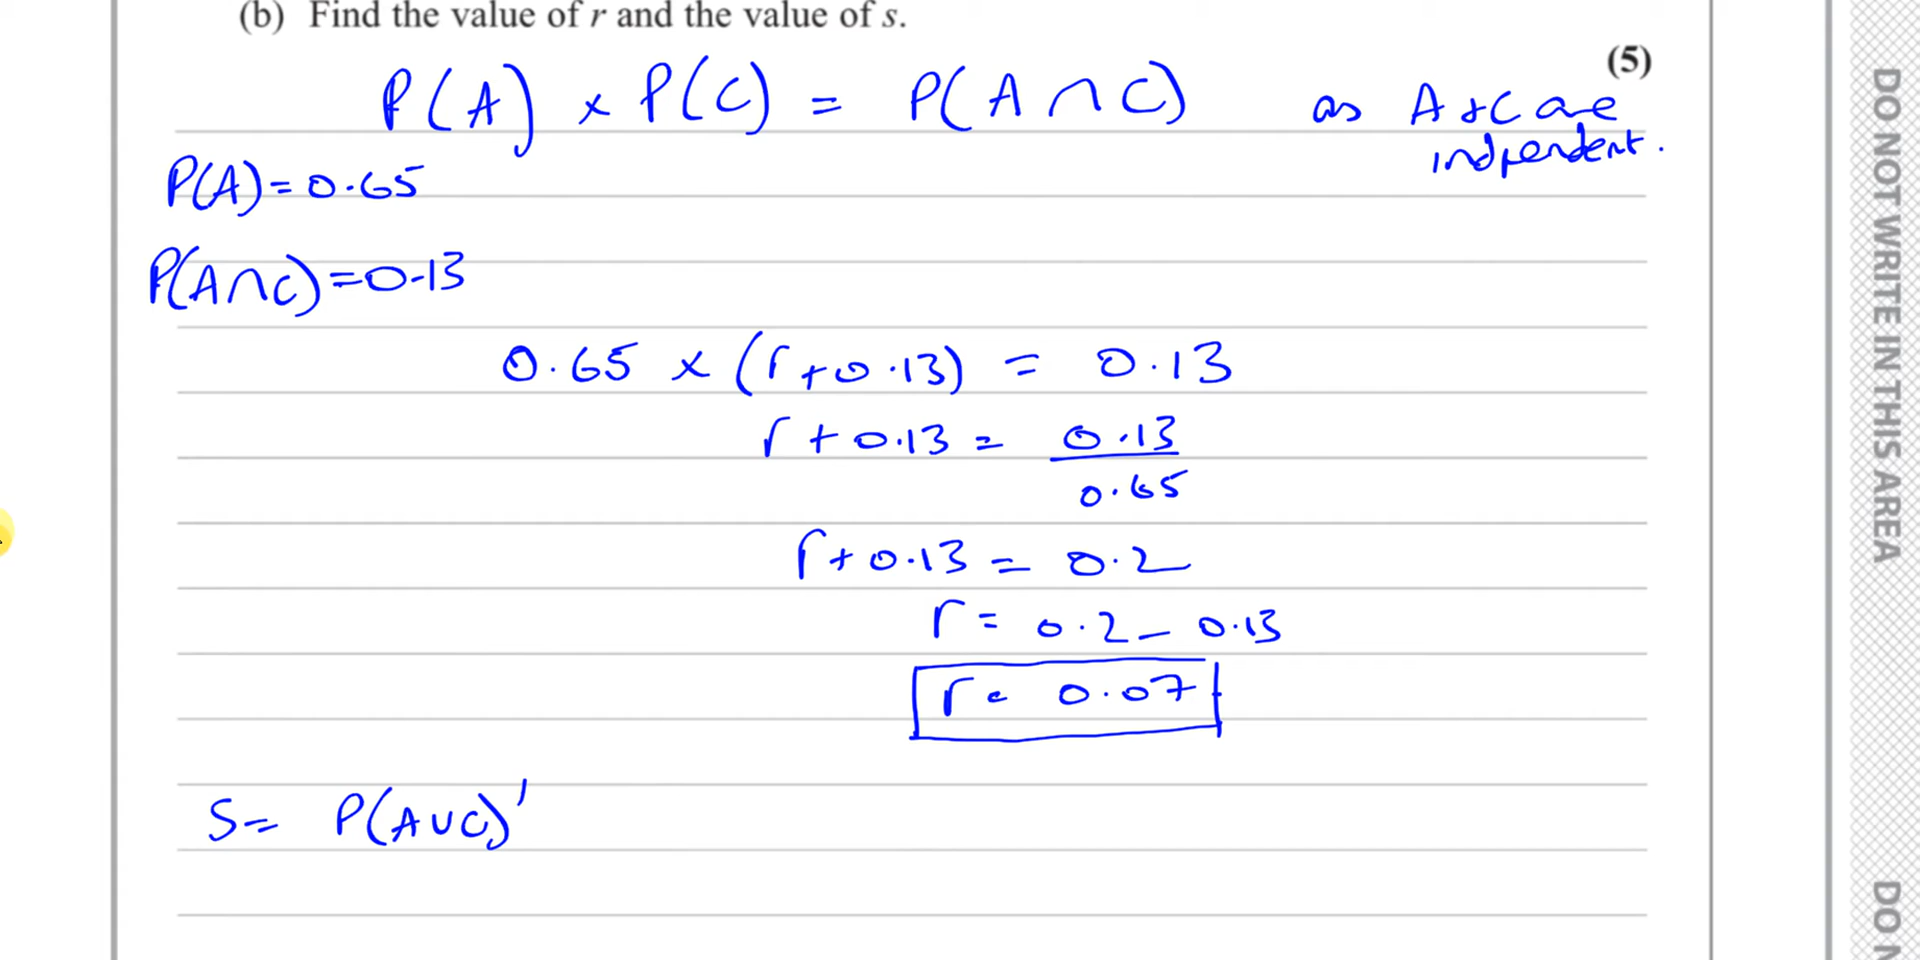 (b) Find the value of r and the value of s.
(5)
P(A) × P(C) = P(A ∩ C) as A + C are
indpendent.
P(A) = 0.65
P(A∩C) = 0.13
0.65 × (r + 0.13) = 0.13
r + 0.13 = 0.13
0.65
r + 0.13 = 0.2
r = 0.2 - 0.13
r = 0.07
S = P(A∪C)'
DO NOT WRITE IN THIS AREA
DO N